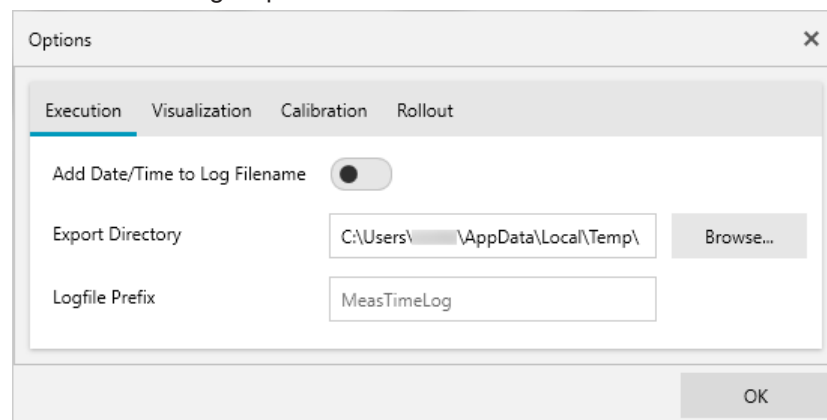 Options
Execution Visualization Calibration Rollout
Add Date/Time to Log Filename
Export Directory C:\Users\ \AppData\Local\Temp\ Browse...
Logfile Prefix MeasTimeLog
OK